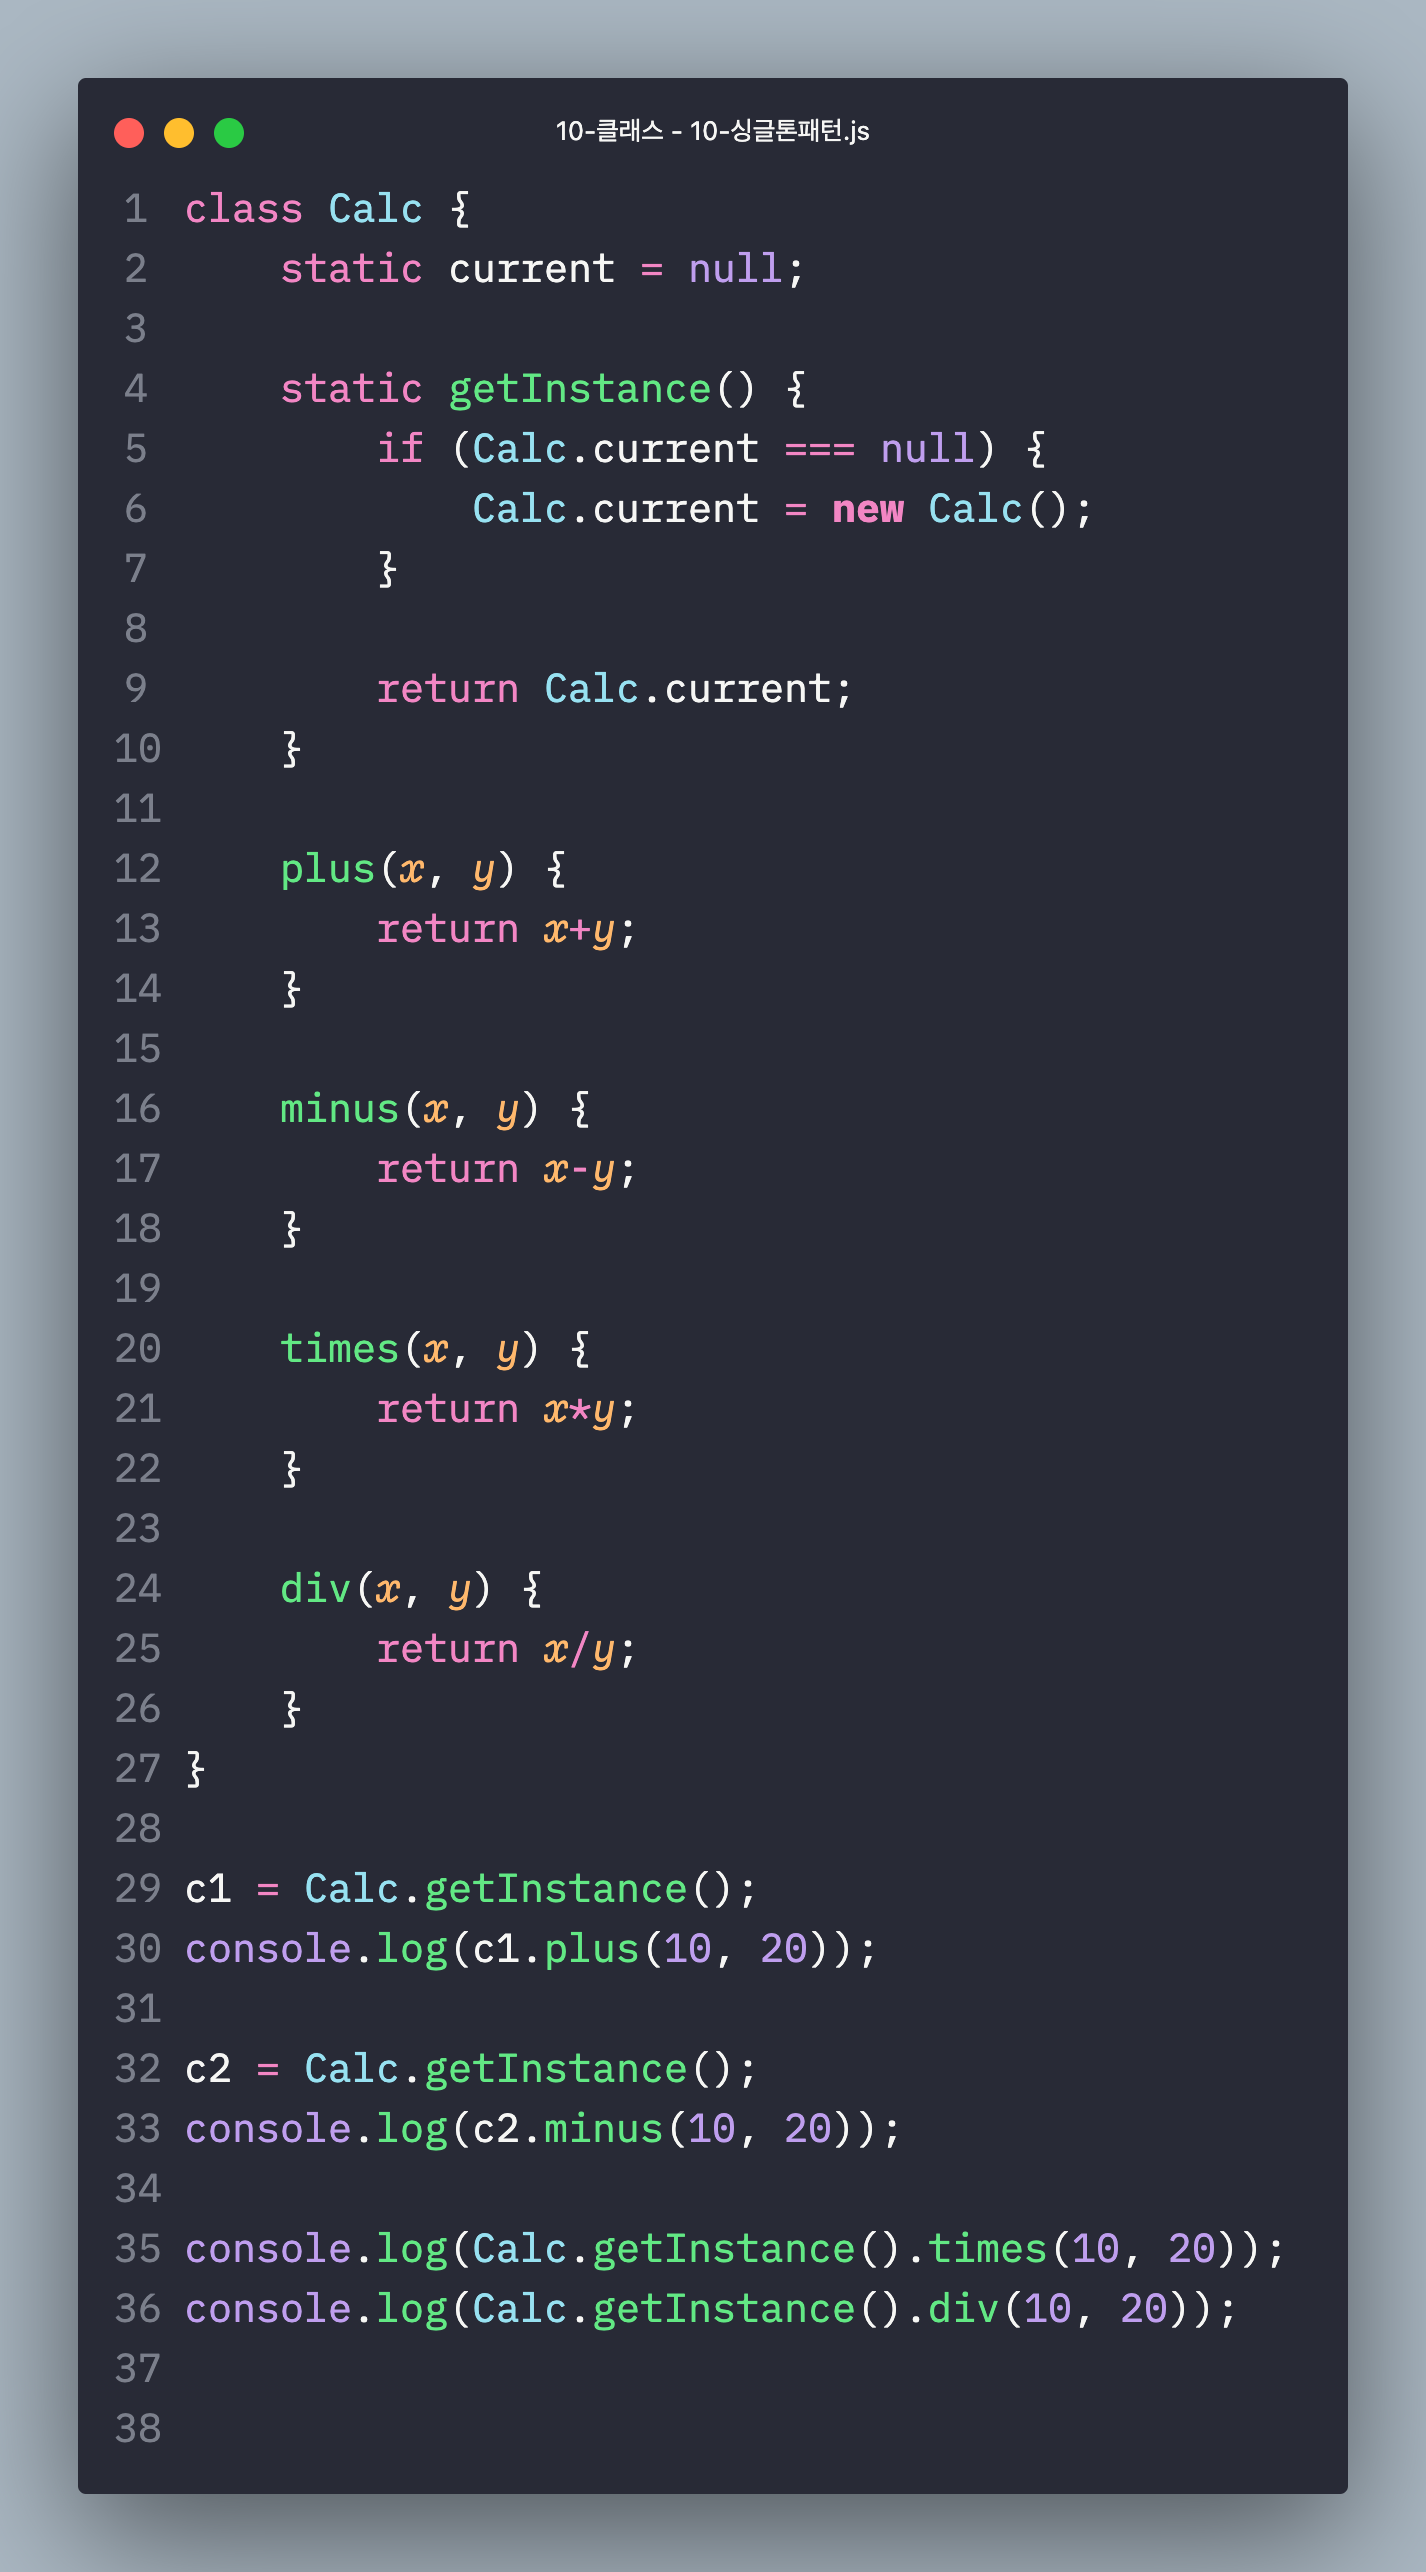 10-클래스 - 10-싱글톤패턴.js
1 class Calc {
2     static current = null;
3
4     static getInstance() {
5         if (Calc.current === null) {
6             Calc.current = new Calc();
7         }
8
9         return Calc.current;
10     }
11
12     plus(x, y) {
13         return x+y;
14     }
15
16     minus(x, y) {
17         return x-y;
18     }
19
20     times(x, y) {
21         return x*y;
22     }
23
24     div(x, y) {
25         return x/y;
26     }
27 }
28
29 c1 = Calc.getInstance();
30 console.log(c1.plus(10, 20));
31
32 c2 = Calc.getInstance();
33 console.log(c2.minus(10, 20));
34
35 console.log(Calc.getInstance().times(10, 20));
36 console.log(Calc.getInstance().div(10, 20));
37
38